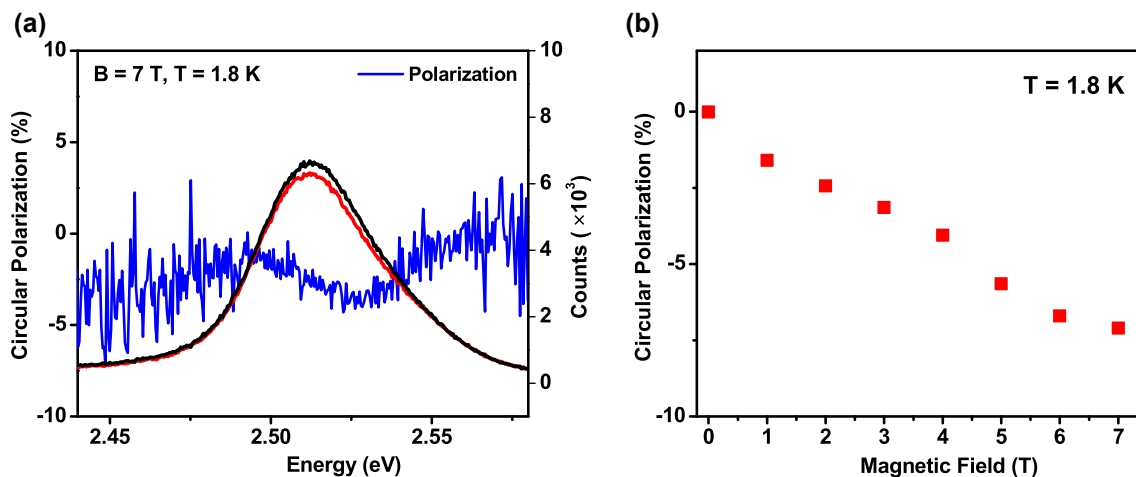 (a)
B = 7 T, T = 1.8 K
Polarization
Circular Polarization (%)
10
5
0
-5
-10
10
8
6
4
2
0
Counts ( ×10³)
2.45 2.50 2.55
Energy (eV)
(b)
T = 1.8 K
Circular Polarization (%)
0
-5
-10
0 1 2 3 4 5 6 7
Magnetic Field (T)